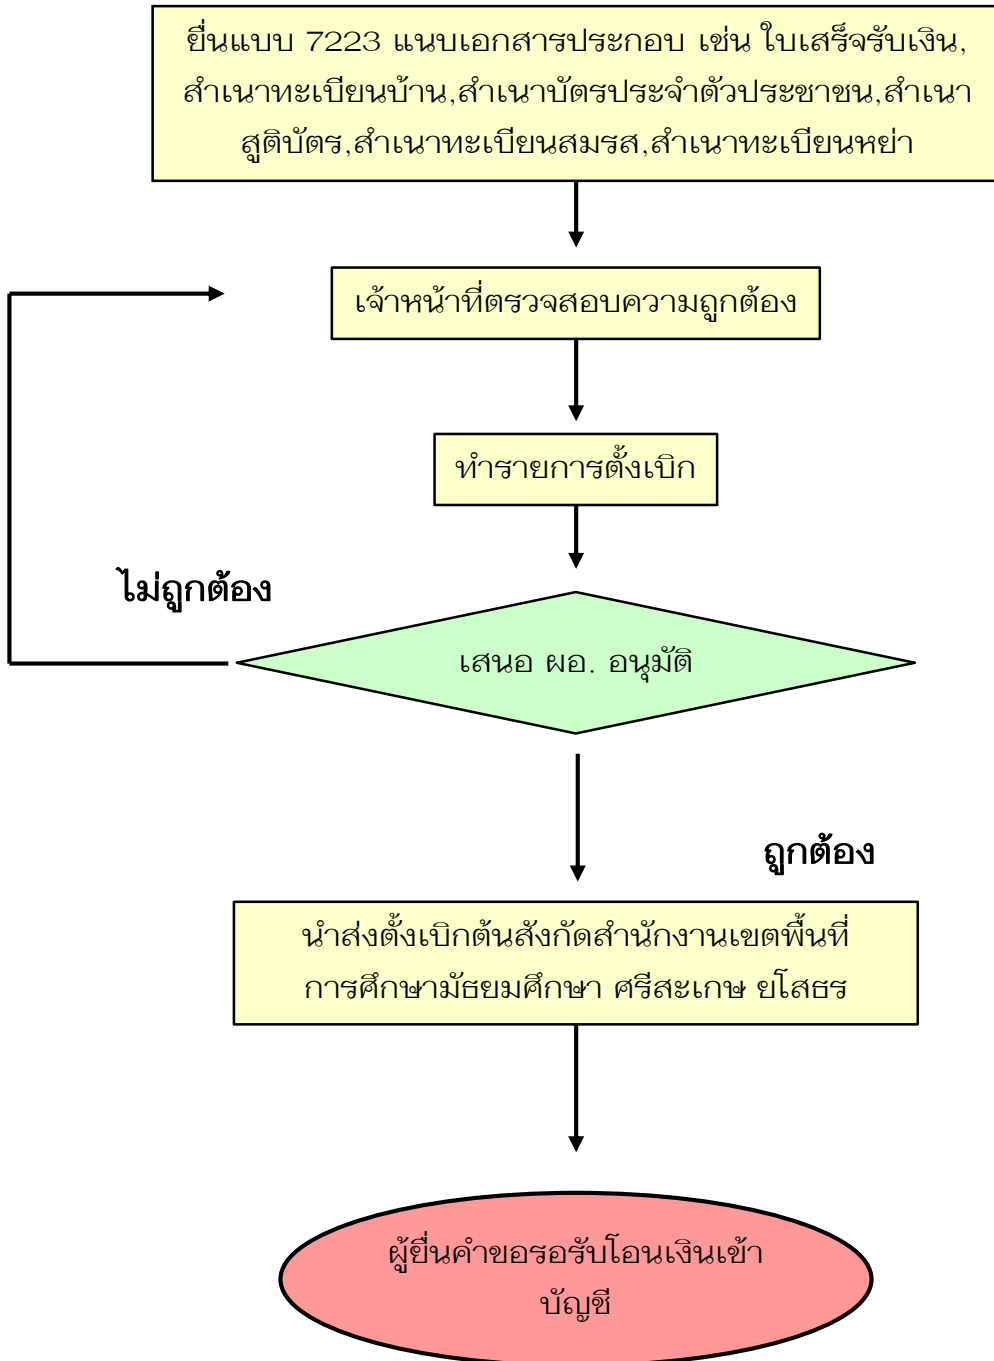 ยื่นแบบ 7223 แนบเอกสารประกอบ เช่น ใบเสร็จรับเงิน,
สำเนาทะเบียนบ้าน,สำเนาบัตรประจำตัวประชาชน,สำเนา
สูติบัตร,สำเนาทะเบียนสมรส,สำเนาทะเบียนหย่า
เจ้าหน้าที่ตรวจสอบความถูกต้อง
ทำรายการตั้งเบิก
ไม่ถูกต้อง
เสนอ ผอ. อนุมัติ
ถูกต้อง
นำส่งตั้งเบิกต้นสังกัดสำนักงานเขตพื้นที่
การศึกษามัธยมศึกษา ศรีสะเกษ ยโสธร
ผู้ยื่นคำขอรอรับโอนเงินเข้า
บัญชี